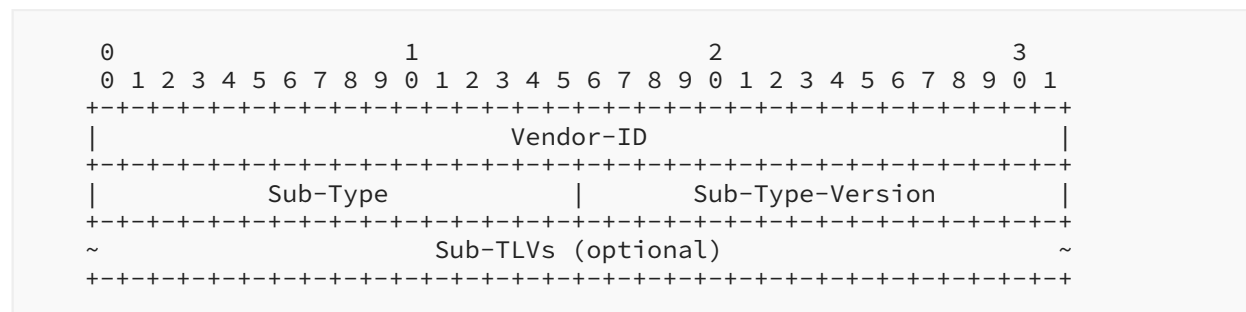 0                   1                   2                   3
 0 1 2 3 4 5 6 7 8 9 0 1 2 3 4 5 6 7 8 9 0 1 2 3 4 5 6 7 8 9 0 1
+-+-+-+-+-+-+-+-+-+-+-+-+-+-+-+-+-+-+-+-+-+-+-+-+-+-+-+-+-+-+-+-+
|                           Vendor-ID                           |
+-+-+-+-+-+-+-+-+-+-+-+-+-+-+-+-+-+-+-+-+-+-+-+-+-+-+-+-+-+-+-+-+
|           Sub-Type            |       Sub-Type-Version        |
+-+-+-+-+-+-+-+-+-+-+-+-+-+-+-+-+-+-+-+-+-+-+-+-+-+-+-+-+-+-+-+-+
~                      Sub-TLVs (optional)                      ~
+-+-+-+-+-+-+-+-+-+-+-+-+-+-+-+-+-+-+-+-+-+-+-+-+-+-+-+-+-+-+-+-+